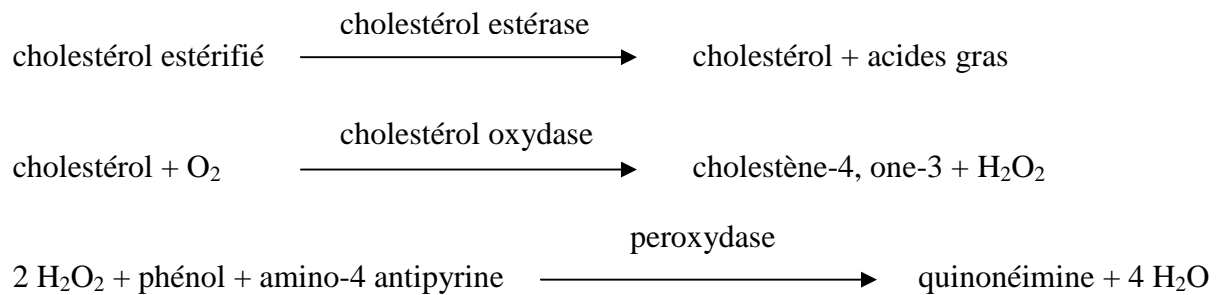 cholestérol estérase
cholestérol estérifié cholestérol + acides gras
cholestérol oxydase
cholestérol + O₂ cholestène-4, one-3 + H₂O₂
peroxydase
2 H₂O₂ + phénol + amino-4 antipyrine quinonéimine + 4 H₂O